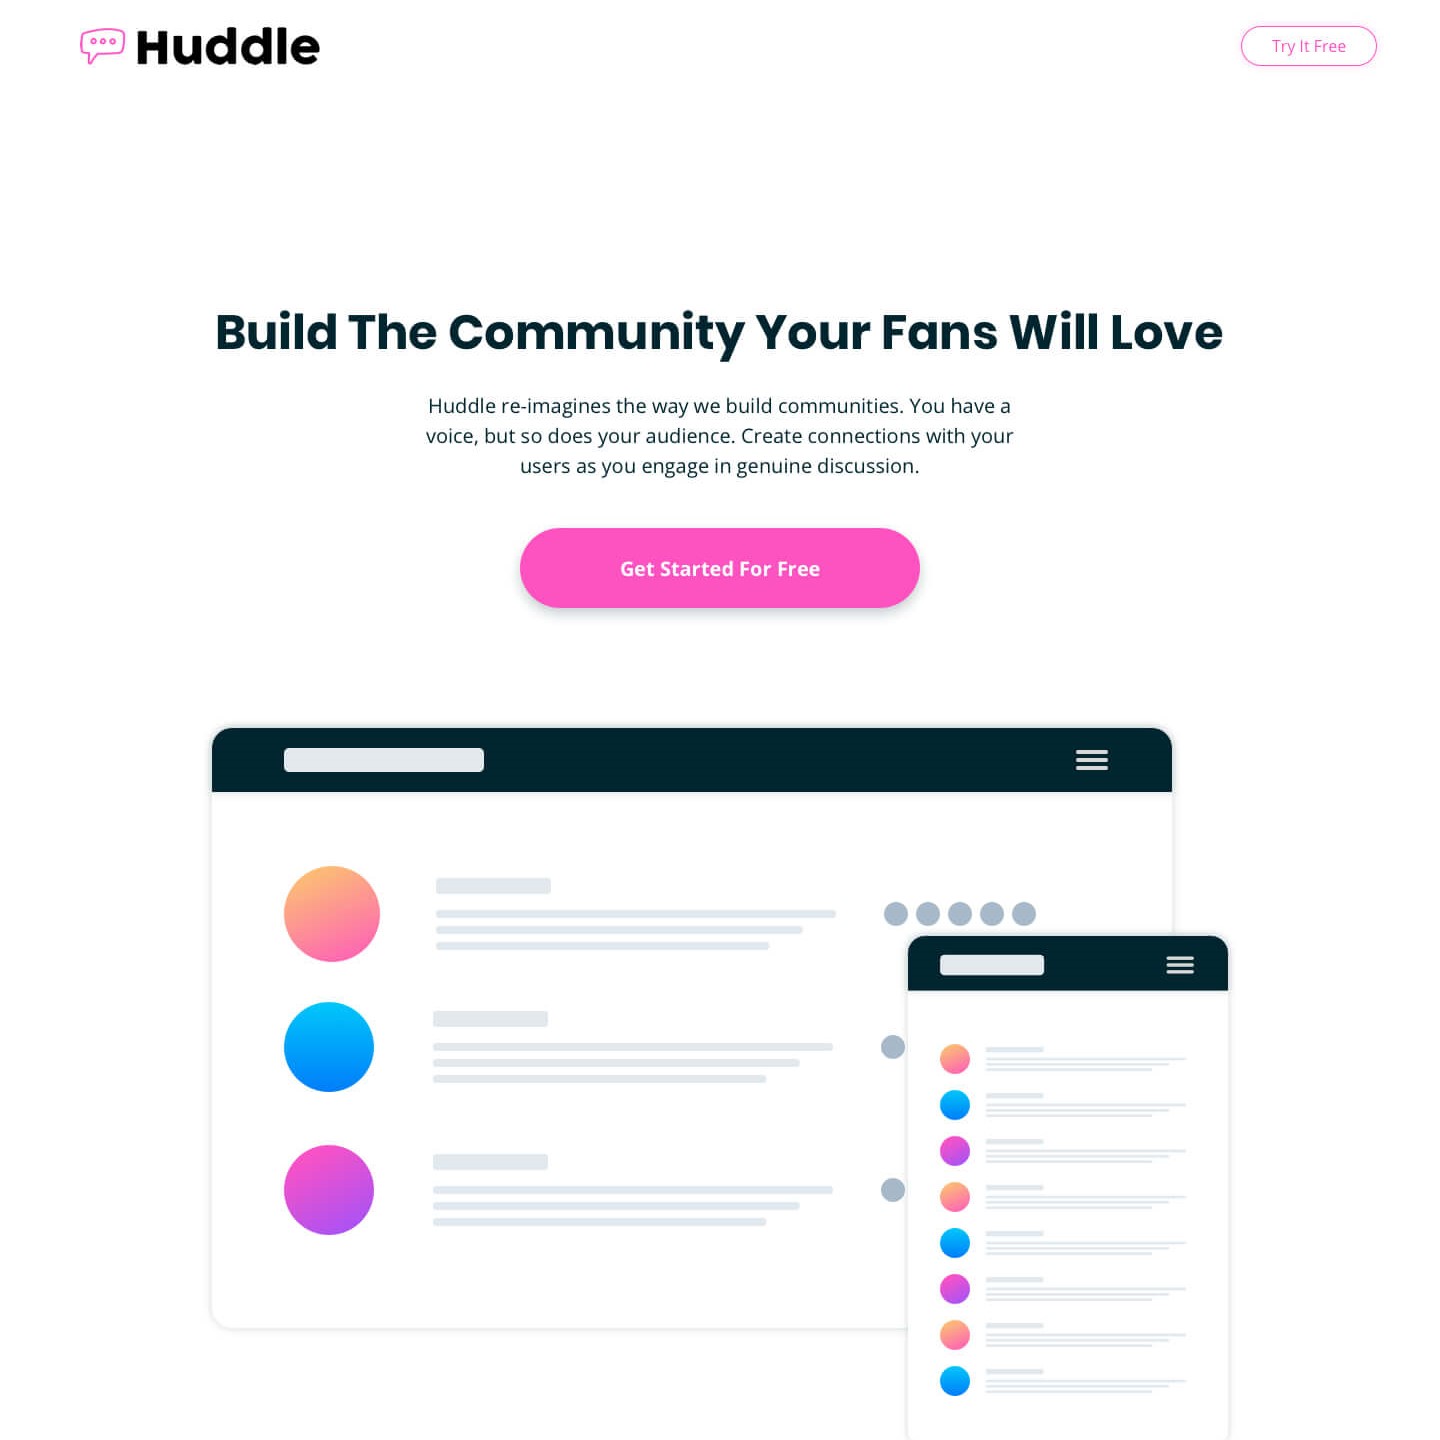 Huddle
Try It Free
Build The Community Your Fans Will Love
Huddle re-imagines the way we build communities. You have a
voice, but so does your audience. Create connections with your
users as you engage in genuine discussion.
Get Started For Free